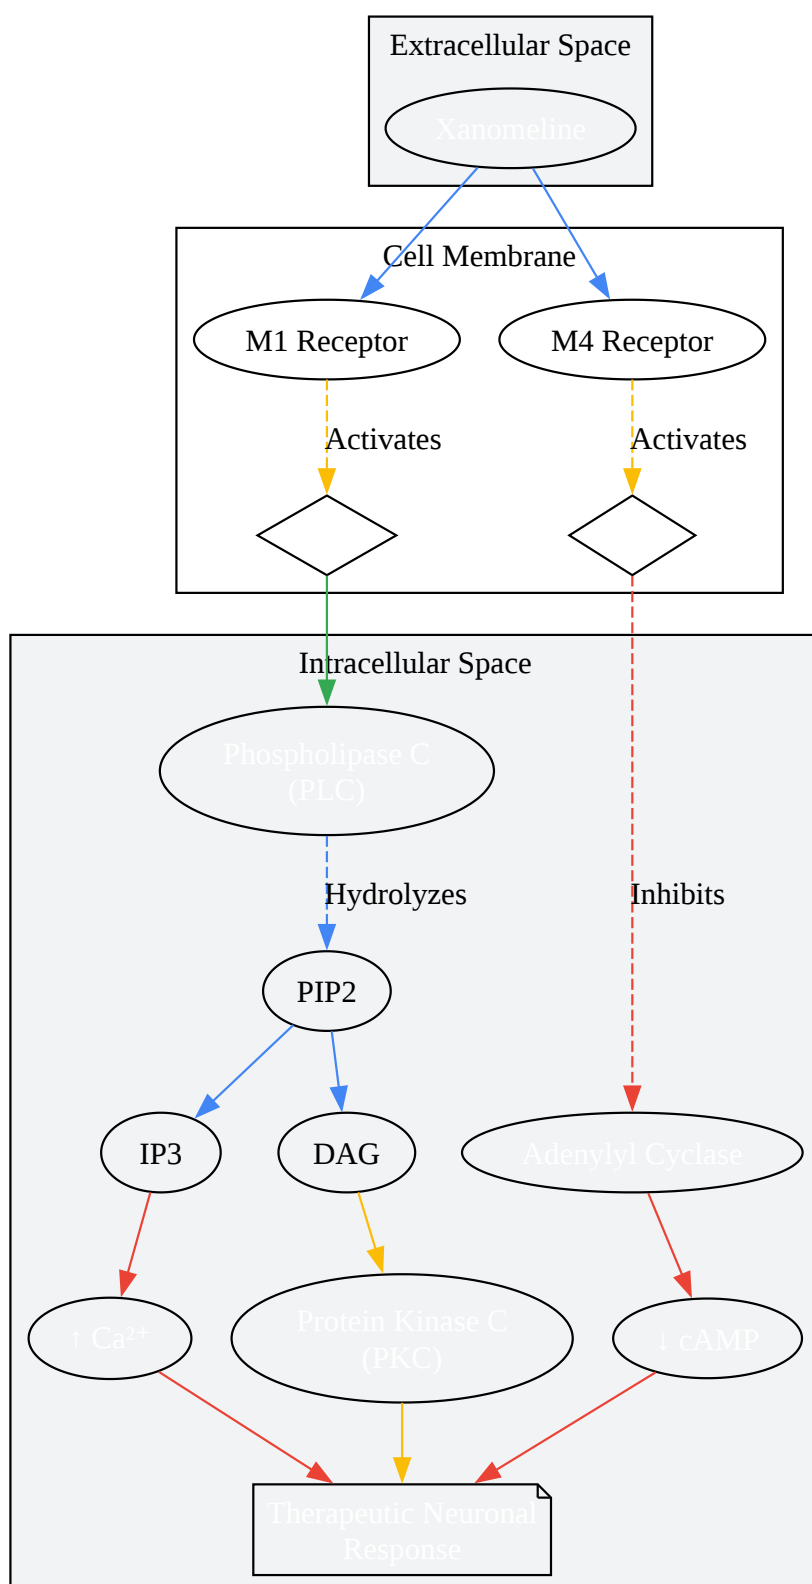 Extracellular Space
Xanomeline
Cell Membrane
M1 Receptor
M4 Receptor
Activates
Activates
Intracellular Space
Phospholipase C
(PLC)
Hydrolyzes
Inhibits
PIP2
IP3
DAG
Adenylyl Cyclase
↑ Ca²⁺
Protein Kinase C
(PKC)
↓ cAMP
Therapeutic Neuronal
Response